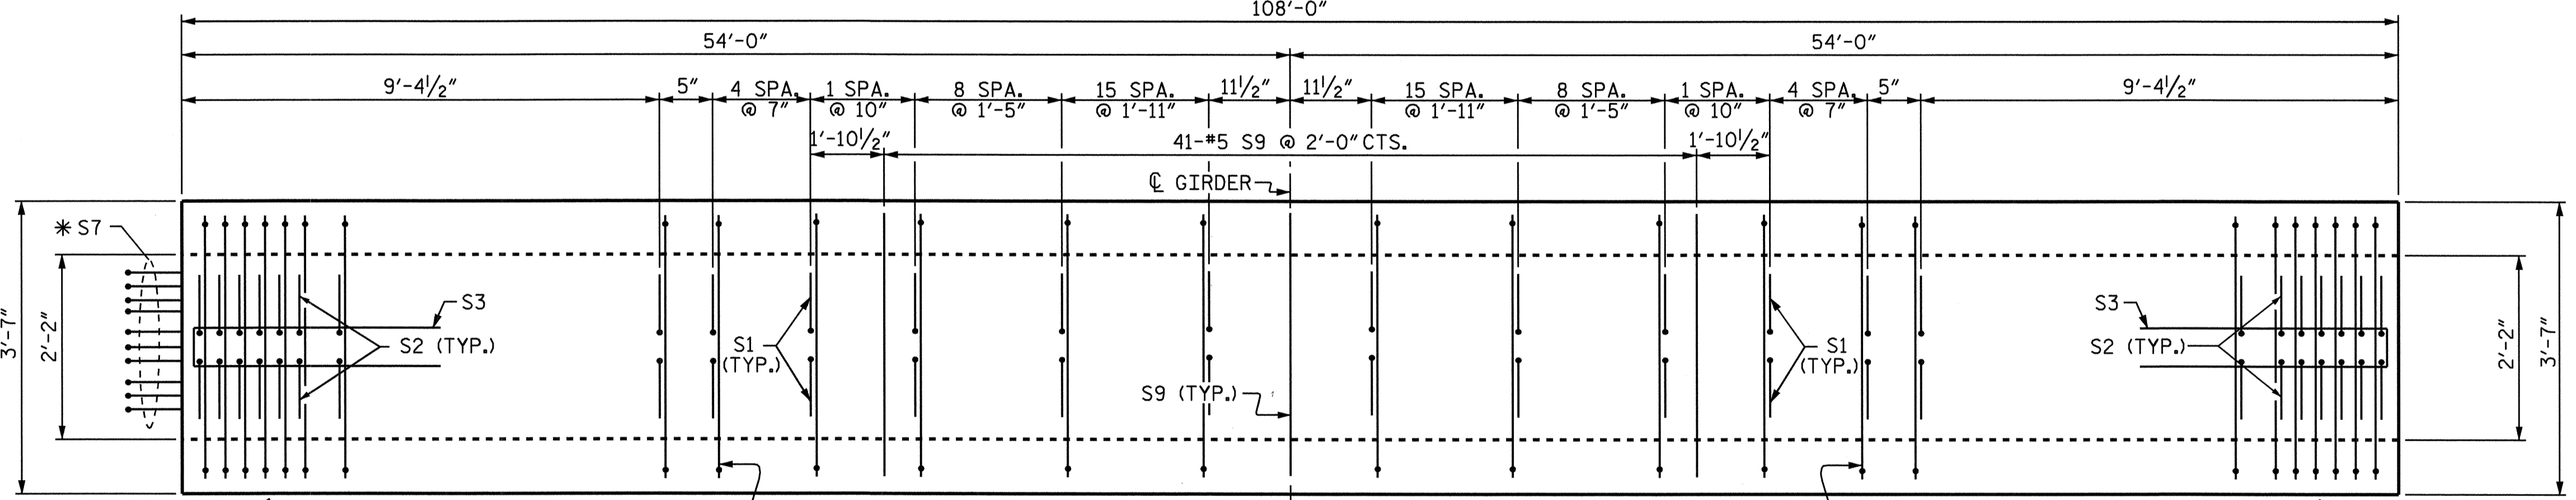 108'-0"
54'-0" 54'-0"
9'-4½" 5" 4 SPA. 1 SPA. 8 SPA. 15 SPA. 11½" 11½" 15 SPA. 8 SPA. 1 SPA. 4 SPA. 5" 9'-4½"
@ 7" @ 10" @ 1'-5" @ 1'-11" @ 1'-11" @ 1'-5" @ 10" @ 7"
1'-10½" 41-#5 S9 @ 2'-0" CTS. 1'-10½"
℄ GIRDER
* S7
S3 S3
3'-7" 2'-2" S2 (TYP.) S1 S1 S2 (TYP.) 2'-2" 3'-7"
(TYP.) (TYP.)
S9 (TYP.)